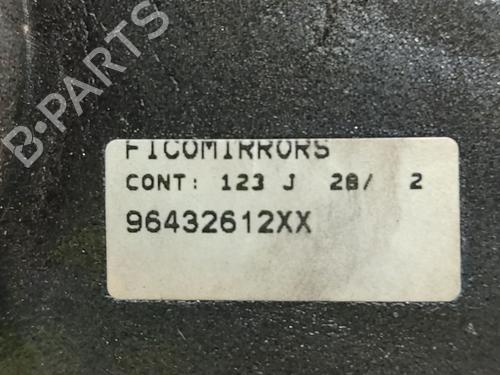 B-PARTS
FICOMIRRORS
CONT: 123 J 28/ 2
96432612XX